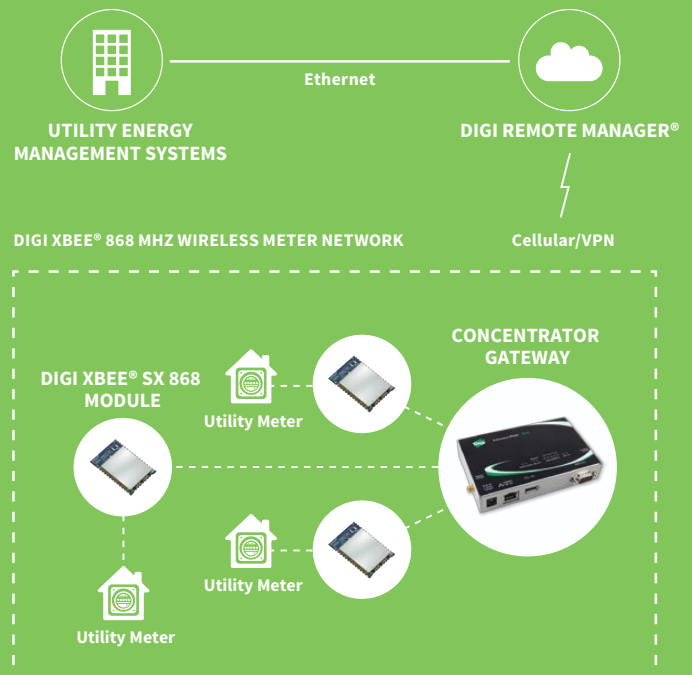 Ethernet
UTILITY ENERGY
MANAGEMENT SYSTEMS
DIGI REMOTE MANAGER®
DIGI XBEE® 868 MHZ WIRELESS METER NETWORK
Cellular/VPN
CONCENTRATOR
GATEWAY
DIGI XBEE® SX 868
MODULE
Utility Meter
Utility Meter
Utility Meter